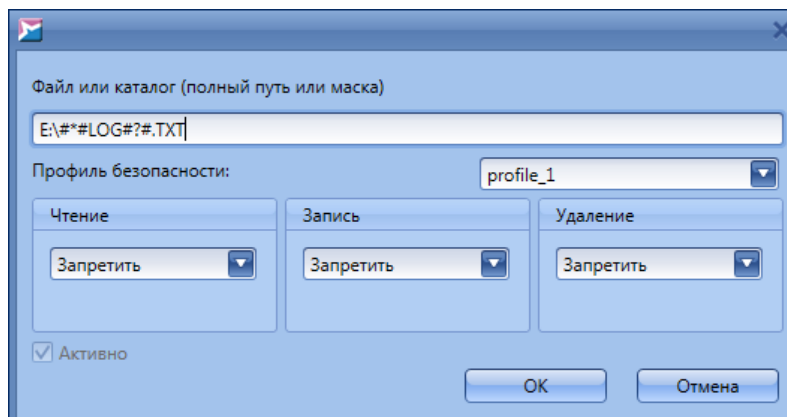 Файл или каталог (полный путь или маска)
E:\#*#LOG#?#.TXT
Профиль безопасности: profile_1
Чтение Запись Удаление
Запретить Запретить Запретить
Активно
OK Отмена